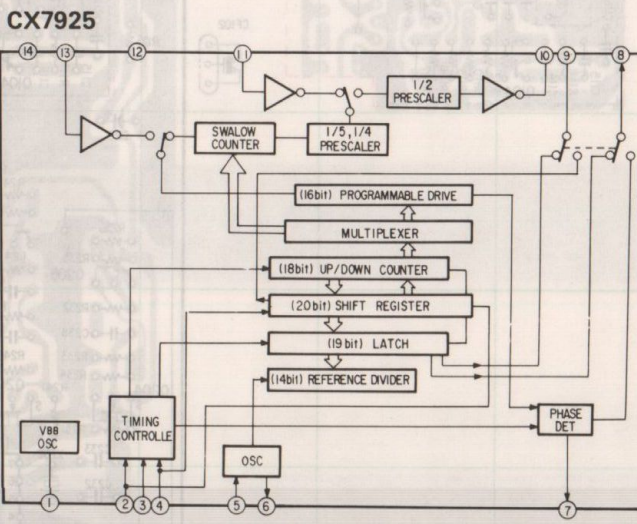 CX7925
14 13 12 11 10 9 8
1/2
PRESCALER
SWALOW
COUNTER
1/5, 1/4
PRESCALER
(16bit) PROGRAMMABLE DRIVE
MULTIPLEXER
(18bit) UP/DOWN COUNTER
(20bit) SHIFT REGISTER
(19bit) LATCH
(14bit) REFERENCE DIVIDER
TIMING
CONTROLLE
PHASE
DET
VBB
OSC
OSC
1 2 3 4 5 6 7